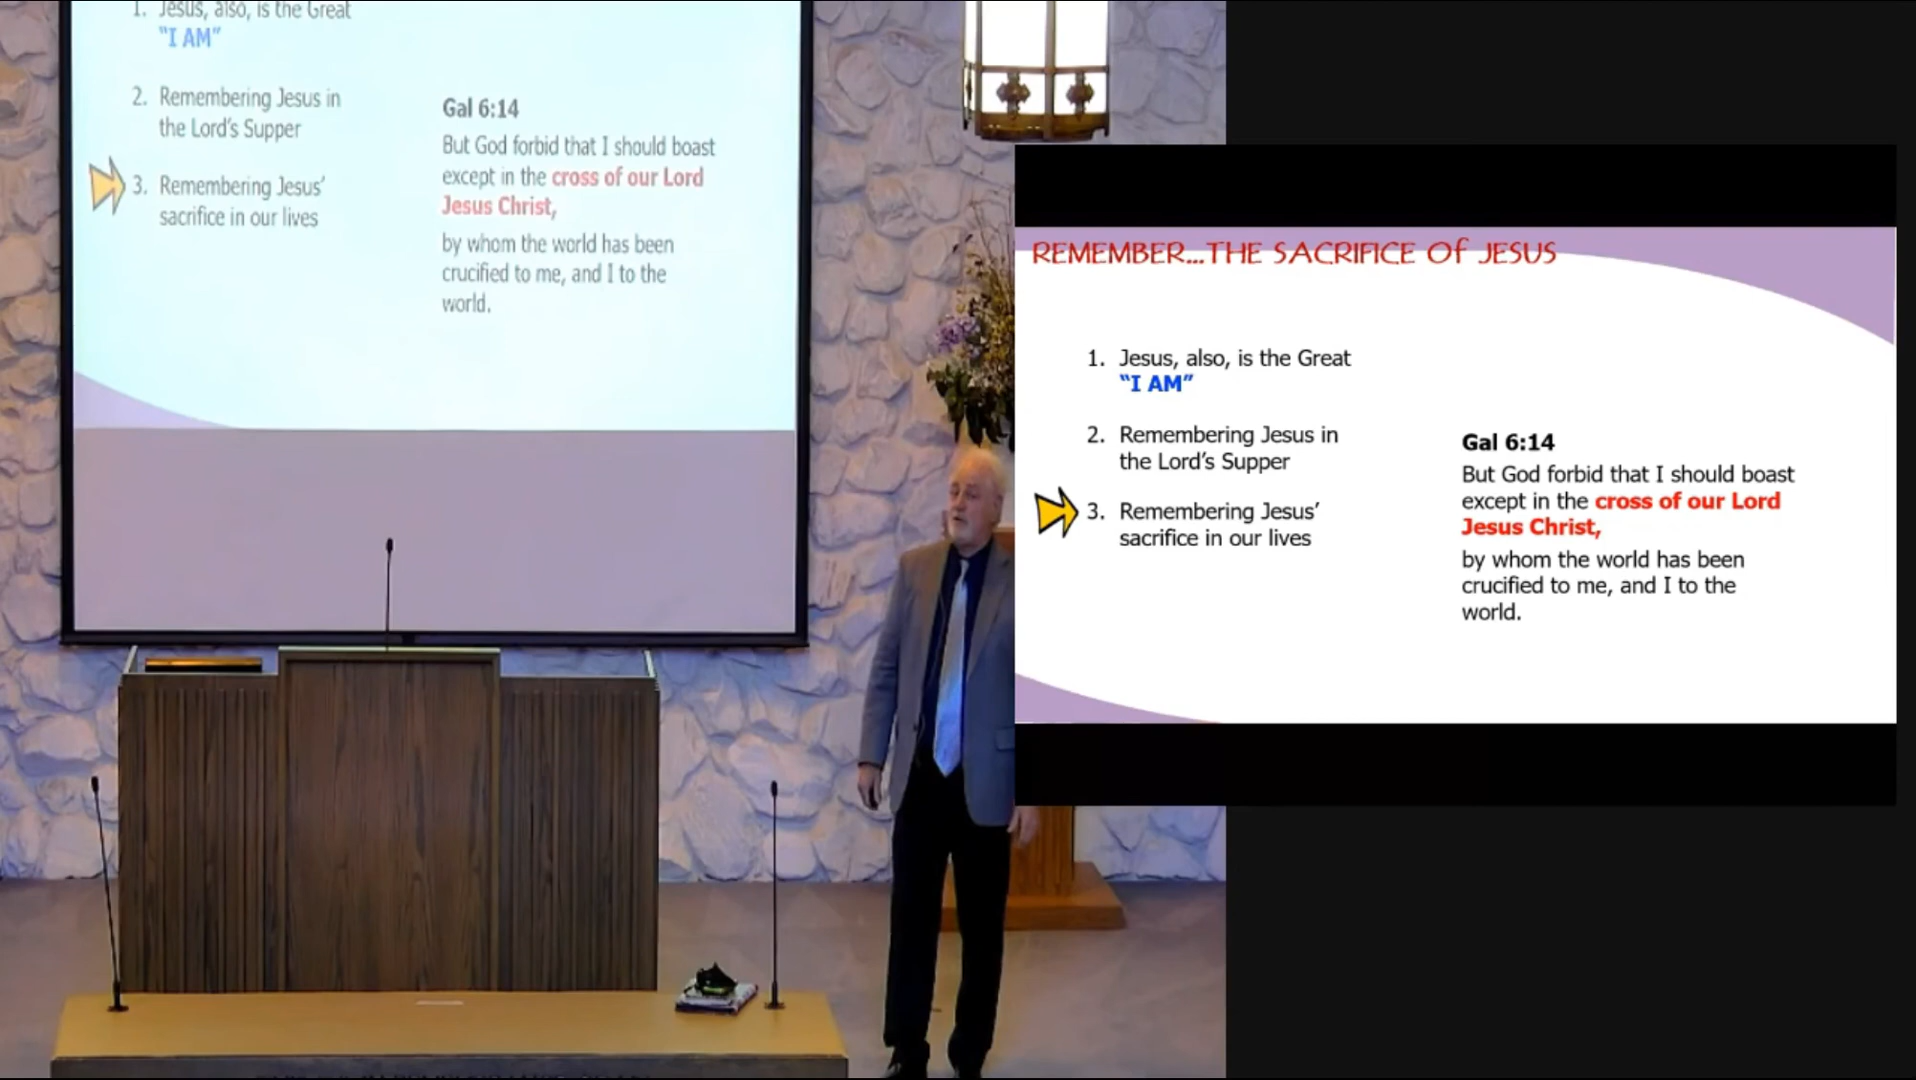 1. Jesus, also, is the Great
"I AM"
2. Remembering Jesus in
the Lord's Supper
3. Remembering Jesus'
sacrifice in our lives
Gal 6:14
But God forbid that I should boast
except in the cross of our Lord
Jesus Christ,
by whom the world has been
crucified to me, and I to the
world.
REMEMBER...THE SACRIFICE Of JESUS
1. Jesus, also, is the Great
"I AM"
2. Remembering Jesus in
the Lord's Supper
3. Remembering Jesus'
sacrifice in our lives
Gal 6:14
But God forbid that I should boast
except in the cross of our Lord
Jesus Christ,
by whom the world has been
crucified to me, and I to the
world.